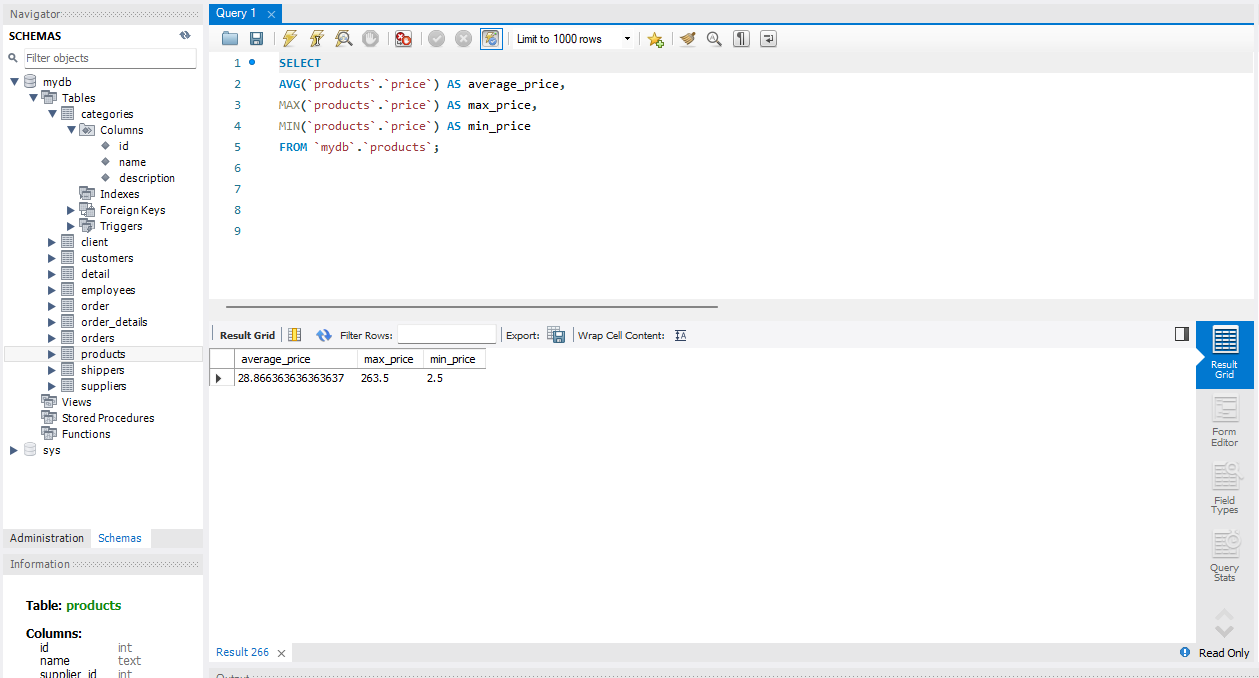 Navigator
SCHEMAS
Filter objects
mydb
Tables
categories
Columns
id
name
description
Indexes
Foreign Keys
Triggers
client
customers
detail
employees
order
order_details
orders
products
shippers
suppliers
Views
Stored Procedures
Functions
sys
Administration Schemas
Information
Table: products
Columns:
id int
name text
supplier_id int
Query 1
Limit to 1000 rows
1 SELECT
2 AVG(`products`.`price`) AS average_price,
3 MAX(`products`.`price`) AS max_price,
4 MIN(`products`.`price`) AS min_price
5 FROM `mydb`.`products`;
6
7
8
9
Result Grid Filter Rows: Export: Wrap Cell Content:
average_price max_price min_price
28.866363636363637 263.5 2.5
Result
Grid
Form
Editor
Field
Types
Query
Stats
Result 266
Read Only
Output